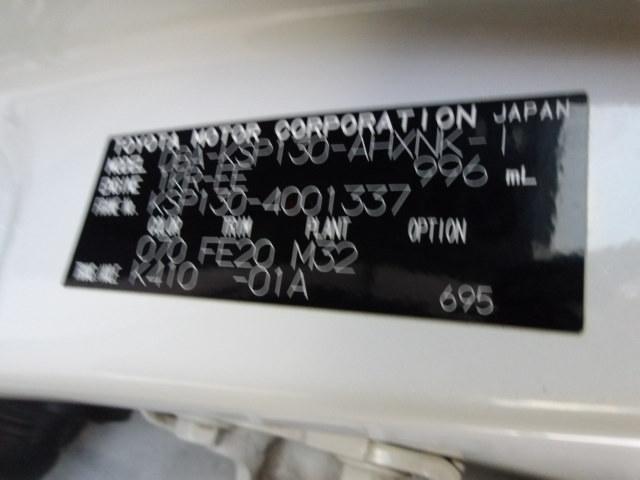 TOYOTA MOTOR CORPORATION JAPAN
MODEL DBA-KSP130-AHXNK-1
ENGINE 1KR-FE 996 mL
FRAME No. KSP130-4001337
COLOR TRIM PLANT OPTION
070 FE20 M32
TRANS./AXLE K410 -01A
695